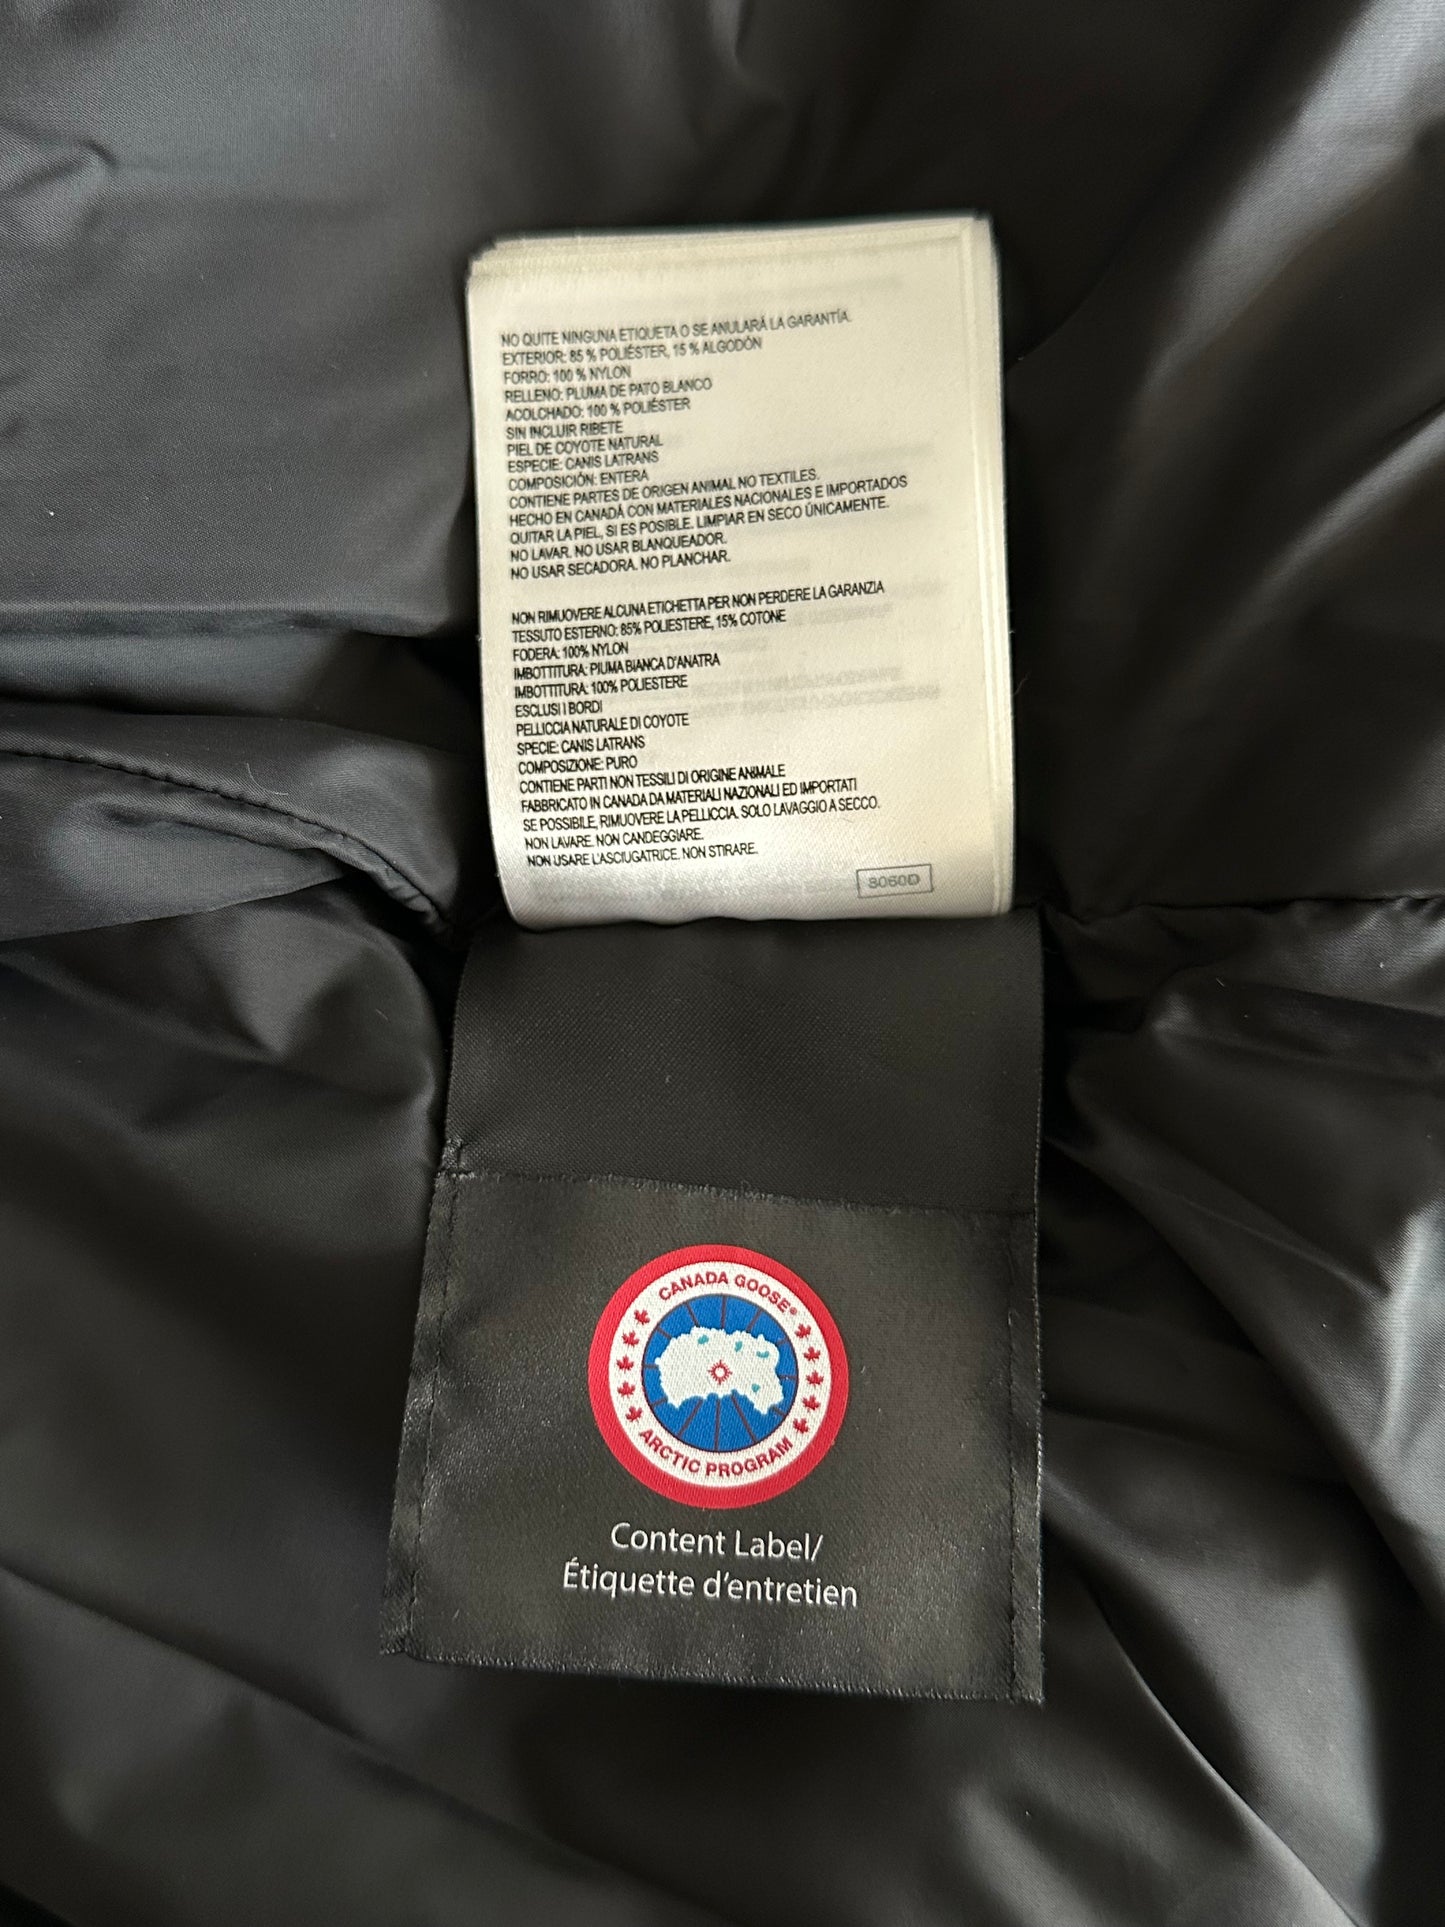 NO QUITE NINGUNA ETIQUETA O SE ANULARÁ LA GARANTÍA.
EXTERIOR: 85 % POLIÉSTER, 15 % ALGODÓN
FORRO: 100 % NYLON
RELLENO: PLUMA DE PATO BLANCO
ACOLCHADO: 100 % POLIÉSTER
SIN INCLUIR RIBETE
PIEL DE COYOTE NATURAL
ESPECIE: CANIS LATRANS
COMPOSICIÓN: ENTERA
CONTIENE PARTES DE ORIGEN ANIMAL NO TEXTILES.
HECHO EN CANADÁ CON MATERIALES NACIONALES E IMPORTADOS
QUITAR LA PIEL, SI ES POSIBLE. LIMPIAR EN SECO ÚNICAMENTE.
NO LAVAR. NO USAR BLANQUEADOR.
NO USAR SECADORA. NO PLANCHAR.
NON RIMUOVERE ALCUNA ETICHETTA PER NON PERDERE LA GARANZIA
TESSUTO ESTERNO: 85% POLIESTERE, 15% COTONE
FODERA: 100% NYLON
IMBOTTITURA: PIUMA BIANCA D'ANATRA
IMBOTTITURA: 100% POLIESTERE
ESCLUSI I BORDI
PELLICCIA NATURALE DI COYOTE
SPECIE: CANIS LATRANS
COMPOSIZIONE: PURO
CONTIENE PARTI NON TESSILI DI ORIGINE ANIMALE
FABBRICATO IN CANADA DA MATERIALI NAZIONALI ED IMPORTATI
SE POSSIBILE, RIMUOVERE LA PELLICCIA. SOLO LAVAGGIO A SECCO.
NON LAVARE. NON CANDEGGIARE.
NON USARE L'ASCIUGATRICE. NON STIRARE.
8060D
CANADA GOOSE®
ARCTIC PROGRAM
Content Label/
Étiquette d'entretien